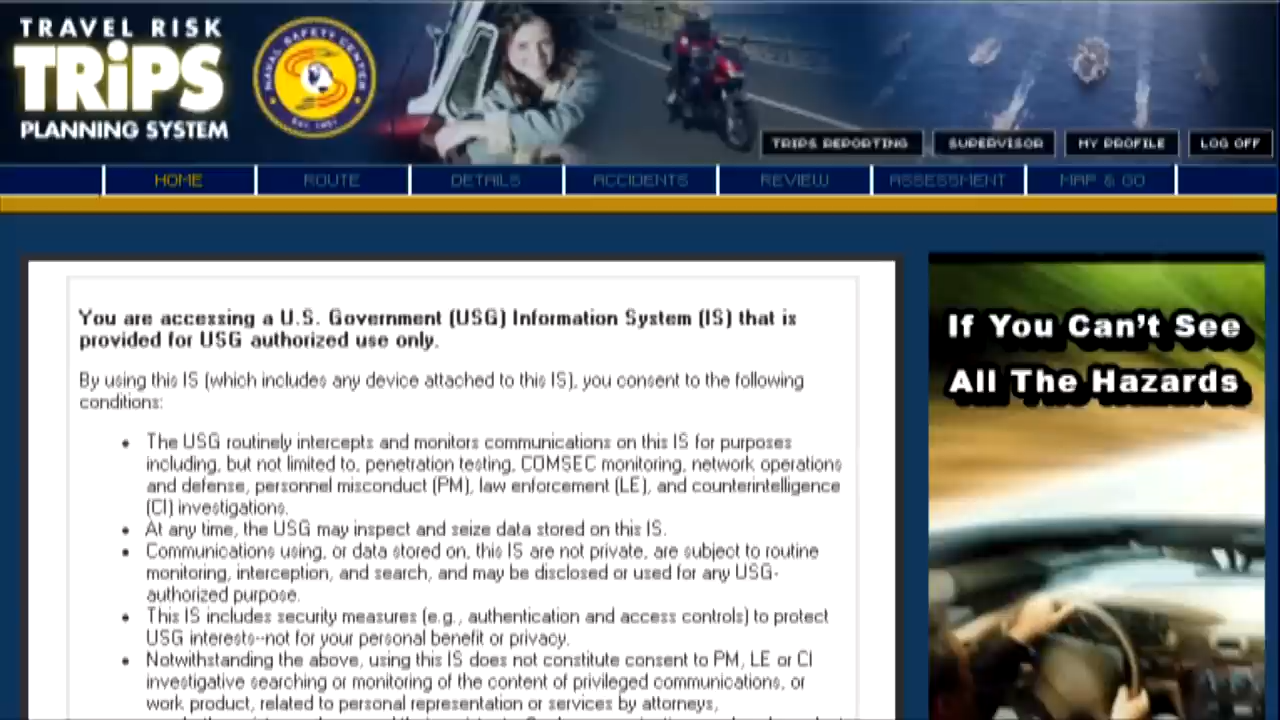 TRAVEL RISK
TRiPS
PLANNING SYSTEM
NAVAL SAFETY CENTER
TRIPS REPORTING
SUPERVISOR
MY PROFILE
LOG OFF
HOME
ROUTE
DETAILS
ACCIDENTS
REVIEW
ASSESSMENT
MAP & GO
You are accessing a U.S. Government (USG) Information System (IS) that is
provided for USG authorized use only.
By using this IS (which includes any device attached to this IS), you consent to the following
conditions:
• The USG routinely intercepts and monitors communications on this IS for purposes
including, but not limited to, penetration testing, COMSEC monitoring, network operations
and defense, personnel misconduct (PM), law enforcement (LE), and counterintelligence
(CI) investigations.
• At any time, the USG may inspect and seize data stored on this IS.
• Communications using, or data stored on, this IS are not private, are subject to routine
monitoring, interception, and search, and may be disclosed or used for any USG-
authorized purpose.
• This IS includes security measures (e.g., authentication and access controls) to protect
USG interests--not for your personal benefit or privacy.
• Notwithstanding the above, using this IS does not constitute consent to PM, LE or CI
investigative searching or monitoring of the content of privileged communications, or
work product, related to personal representation or services by attorneys,
If You Can't See
All The Hazards